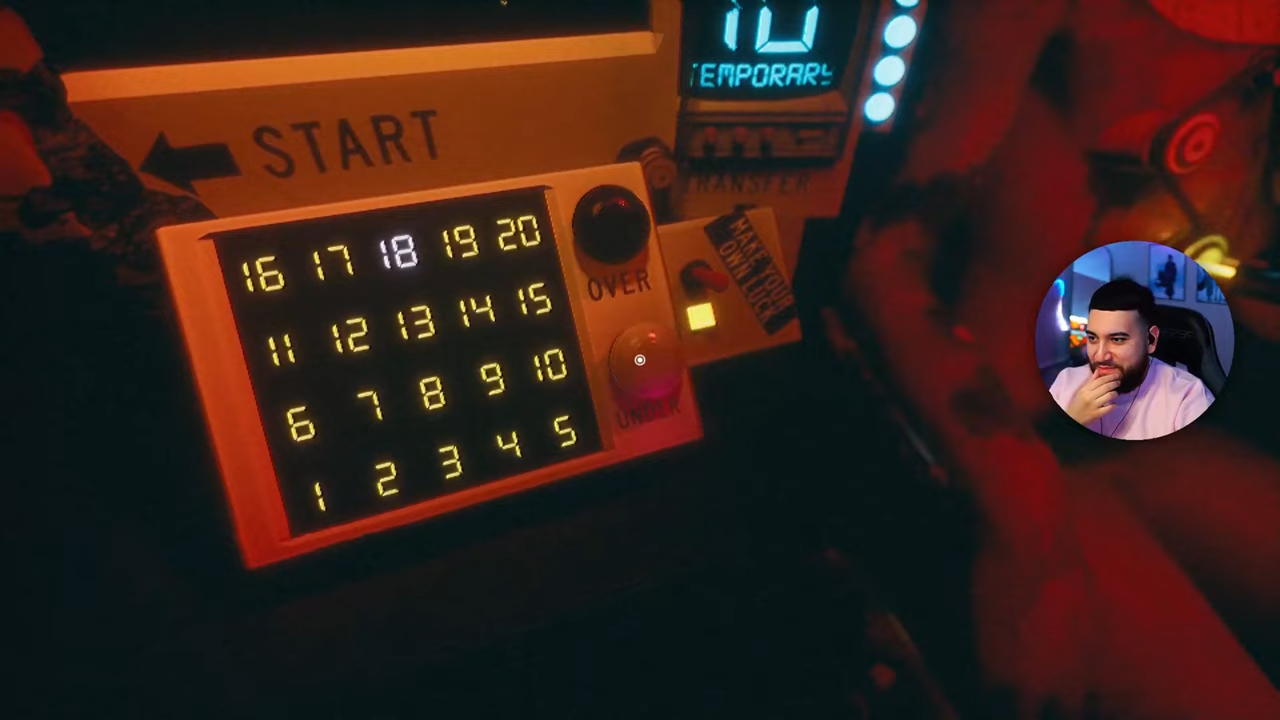 10
TEMPORARY
START
TRANSFER
16 17 18 19 20
11 12 13 14 15
6 7 8 9 10
1 2 3 4 5
OVER
UNDER
MAKE YOUR
OWN LUCK